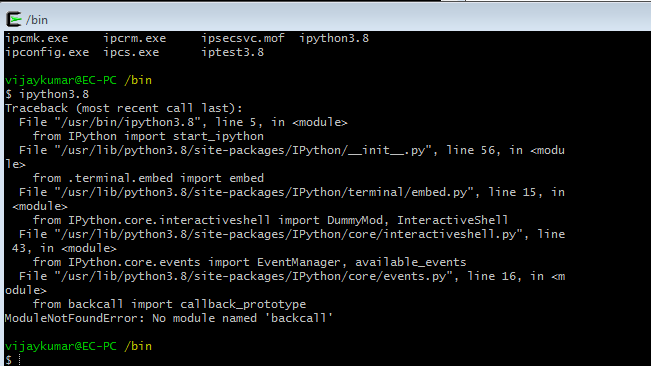 /bin
ipcmk.exe ipcrm.exe ipsecsvc.mof ipython3.8
ipconfig.exe ipcs.exe iptest3.8
vijaykumar@EC-PC /bin
$ ipython3.8
Traceback (most recent call last):
  File "/usr/bin/ipython3.8", line 5, in <module>
    from IPython import start_ipython
  File "/usr/lib/python3.8/site-packages/IPython/__init__.py", line 56, in <modu
le>
    from .terminal.embed import embed
  File "/usr/lib/python3.8/site-packages/IPython/terminal/embed.py", line 15, in
 <module>
    from IPython.core.interactiveshell import DummyMod, InteractiveShell
  File "/usr/lib/python3.8/site-packages/IPython/core/interactiveshell.py", line
 43, in <module>
    from IPython.core.events import EventManager, available_events
  File "/usr/lib/python3.8/site-packages/IPython/core/events.py", line 16, in <m
odule>
    from backcall import callback_prototype
ModuleNotFoundError: No module named 'backcall'
vijaykumar@EC-PC /bin
$